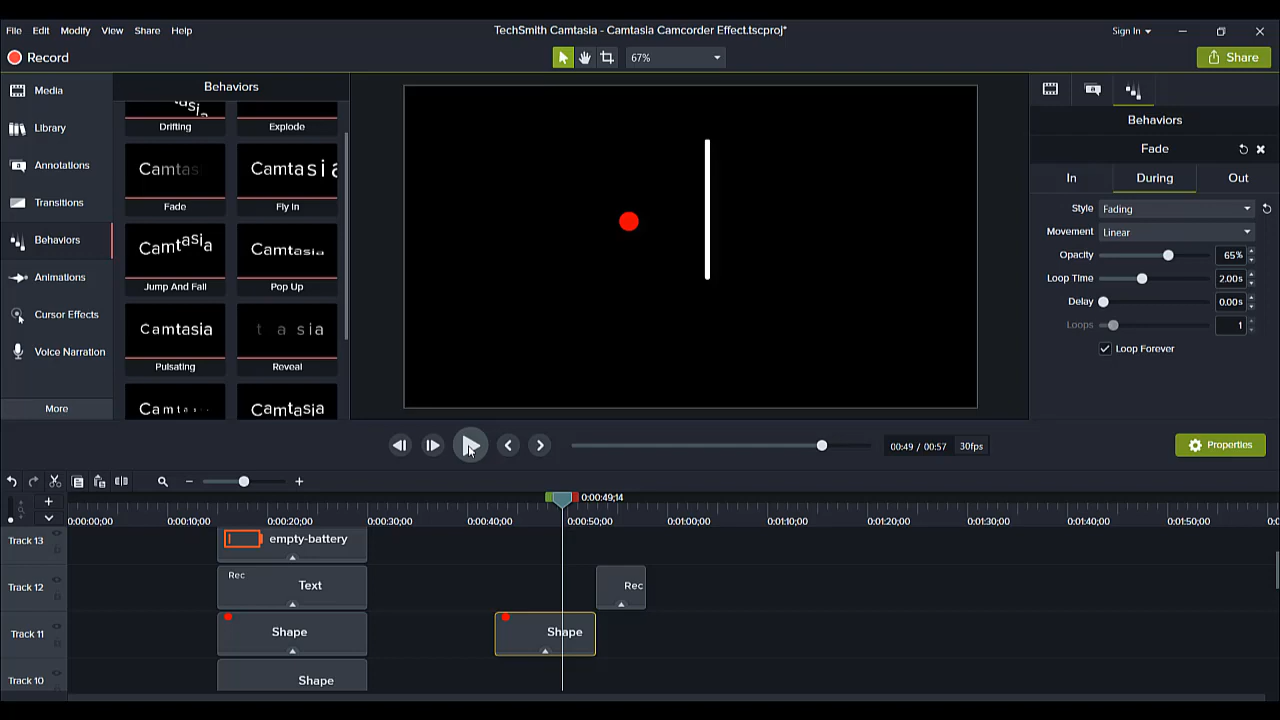 TechSmith Camtasia - Camtasia Camcorder Effect.tscproj*
File Edit Modify View Share Help
Sign In
Record
67%
Share
Media
Library
Annotations
Transitions
Behaviors
Animations
Cursor Effects
Voice Narration
More
Behaviors
Drifting
Explode
Camtas
Fade
Camtasia
Fly In
Camtasia
Jump And Fall
Camtasia
Pop Up
Camtasia
Pulsating
t a sia
Reveal
Camt
Camtasia
Behaviors
Fade
In During Out
Style Fading
Movement Linear
Opacity 65%
Loop Time 2.00s
Delay 0.00s
Loops 1
Loop Forever
00:49 / 00:57 30fps
Properties
0:00:49;14
0:00:00;00 0:00:10;00 0:00:20;00 0:00:30;00 0:00:40;00 0:00:50;00 0:01:00;00 0:01:10;00 0:01:20;00 0:01:30;00 0:01:40;00 0:01:50;00
Track 13
empty-battery
Track 12
Rec
Text
Rec
Track 11
Shape
Shape
Track 10
Shape